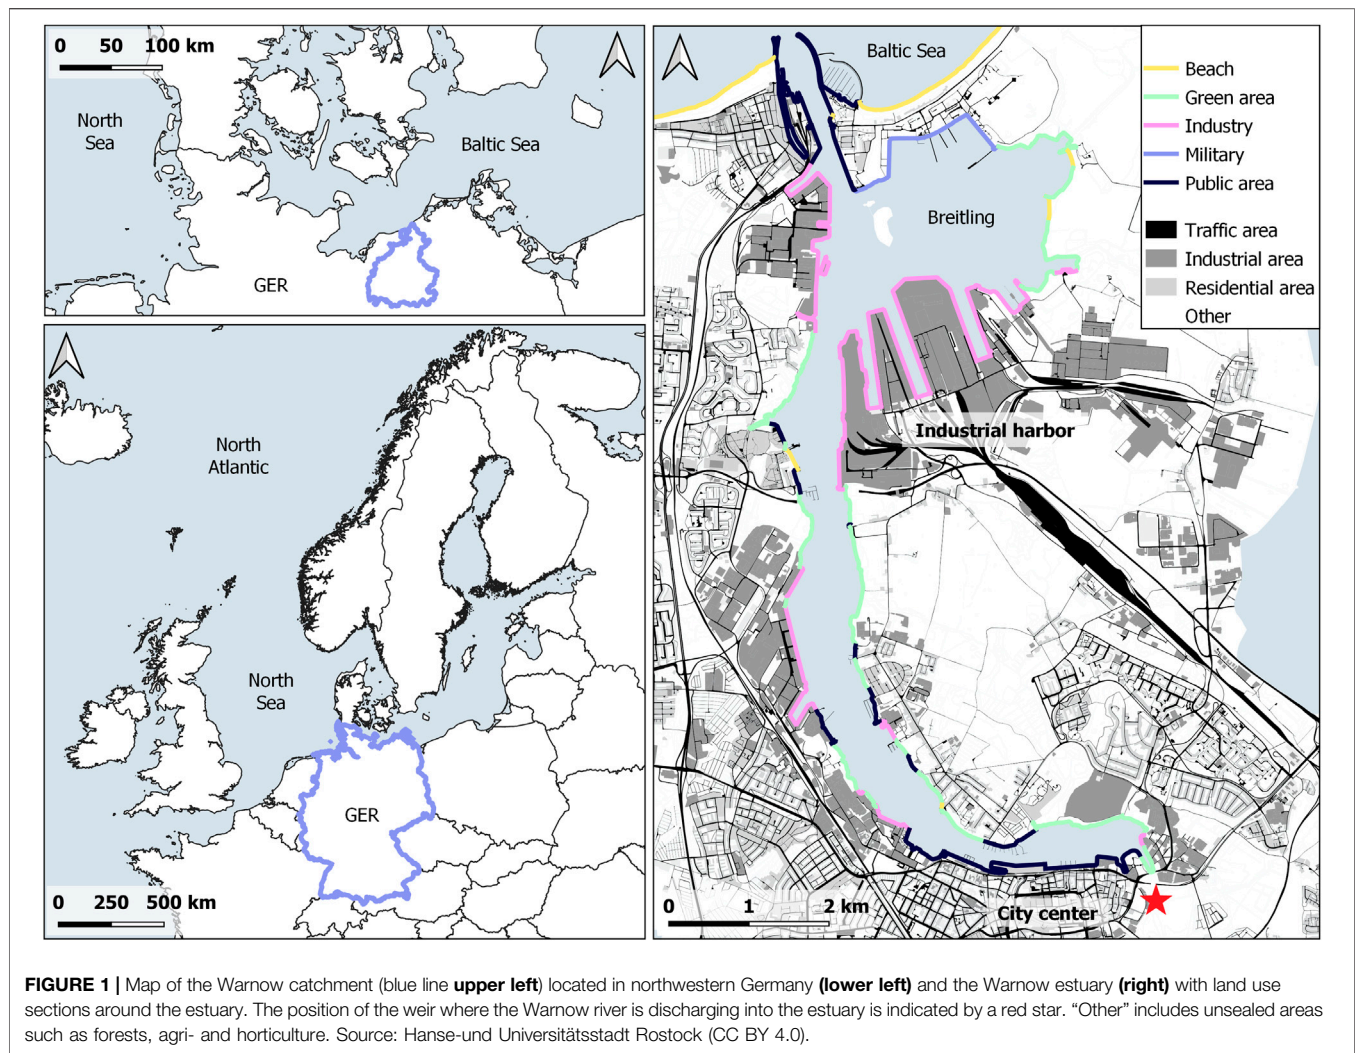 0 50 100 km
North
Sea
Baltic Sea
GER
North
Atlantic
North
Sea
GER
0 250 500 km
Baltic Sea
Breitling
Industrial harbor
City center
0 1 2 km
Beach
Green area
Industry
Military
Public area
Traffic area
Industrial area
Residential area
Other
FIGURE 1 | Map of the Warnow catchment (blue line upper left) located in northwestern Germany (lower left) and the Warnow estuary (right) with land use
sections around the estuary. The position of the weir where the Warnow river is discharging into the estuary is indicated by a red star. “Other” includes unsealed areas
such as forests, agri- and horticulture. Source: Hanse-und Universitätsstadt Rostock (CC BY 4.0).